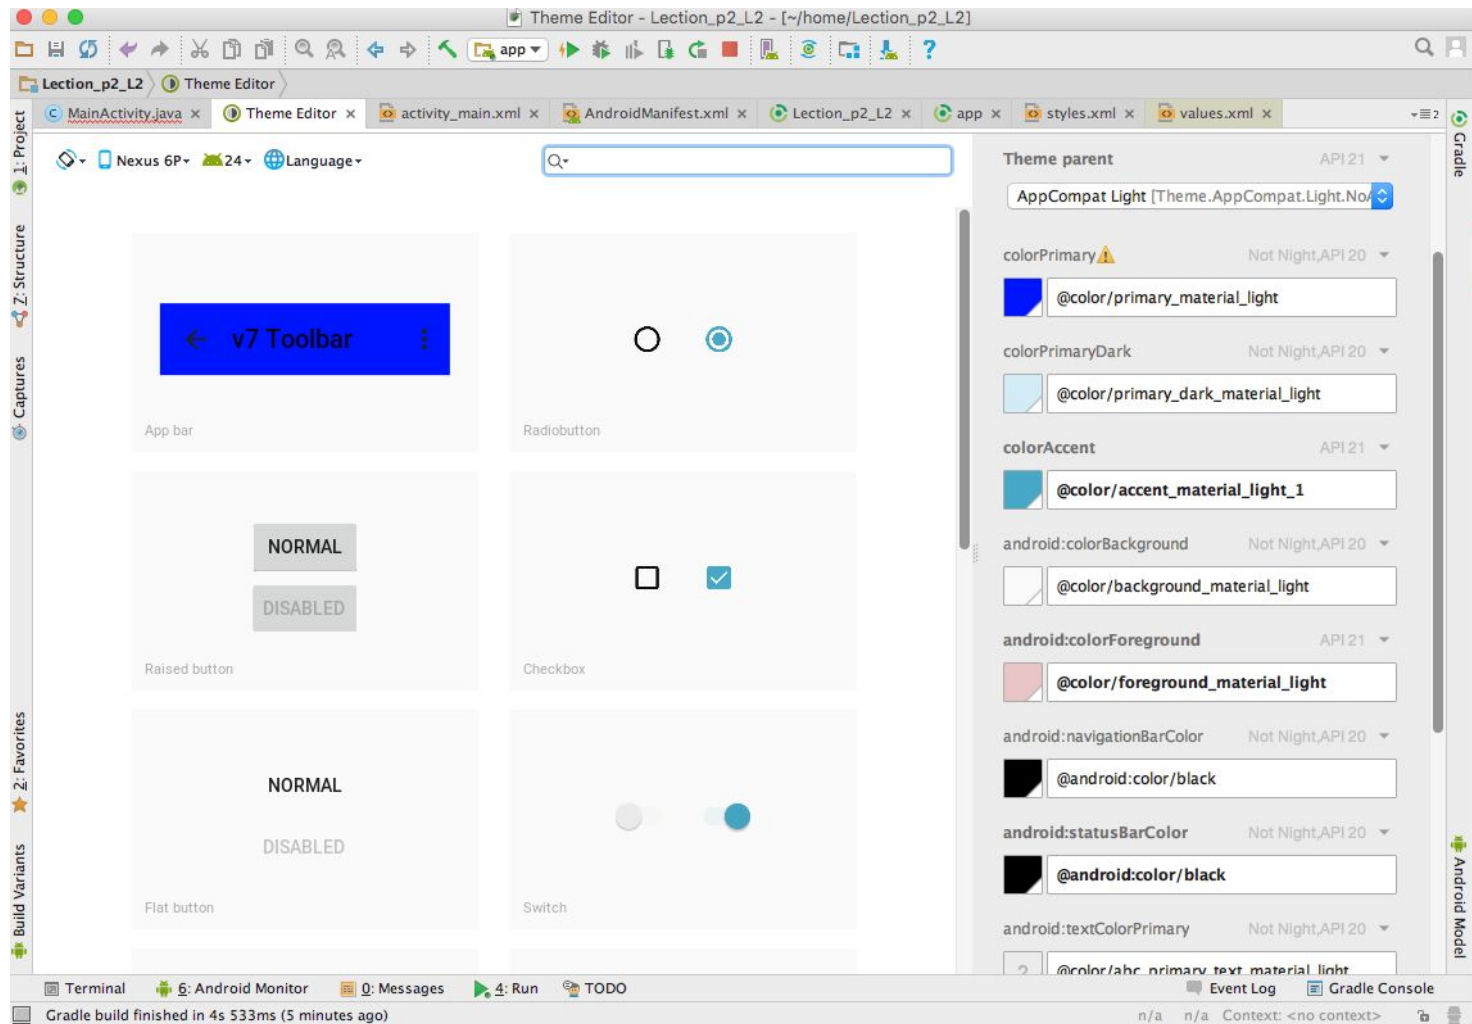 Theme Editor - Lection_p2_L2 - [~/home/Lection_p2_L2]
app
Lection_p2_L2 Theme Editor
MainActivity.java Theme Editor activity_main.xml AndroidManifest.xml Lection_p2_L2 app styles.xml values.xml 2
1: Project
7: Structure
Captures
2: Favorites
Build Variants
Nexus 6P 24 Language
v7 Toolbar
App bar
Radiobutton
NORMAL
DISABLED
Raised button
Checkbox
NORMAL
DISABLED
Flat button
Switch
Theme parent API 21
AppCompat Light [Theme.AppCompat.Light.No
colorPrimary Not Night,API 20
@color/primary_material_light
colorPrimaryDark Not Night,API 20
@color/primary_dark_material_light
colorAccent API 21
@color/accent_material_light_1
android:colorBackground Not Night,API 20
@color/background_material_light
android:colorForeground API 21
@color/foreground_material_light
android:navigationBarColor Not Night,API 20
@android:color/black
android:statusBarColor Not Night,API 20
@android:color/black
android:textColorPrimary Not Night,API 20
? @color/abc_primary_text_material_light
Gradle
Android Model
Terminal 6: Android Monitor 0: Messages 4: Run TODO Event Log Gradle Console
Gradle build finished in 4s 533ms (5 minutes ago) n/a n/a Context: <no context>